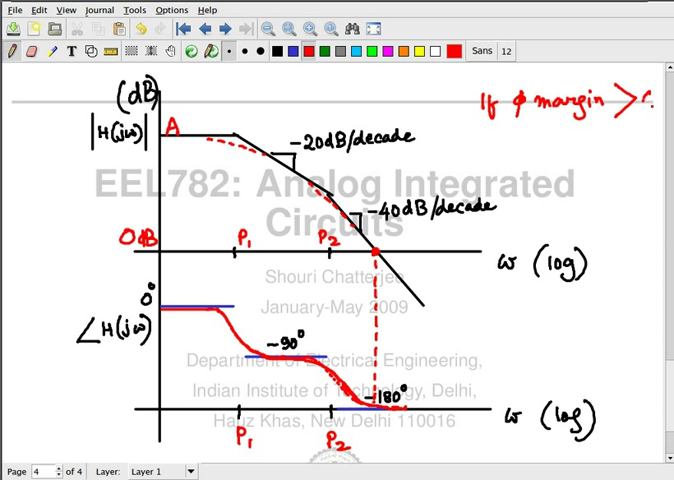 File Edit View Journal Tools Options Help
Sans 12
(dB)
If φ margin >
|H(jω)| A
-20dB/decade
EEL782: Analog Integrated
Circuits
-40dB/decade
0dB P1 P2 ω (log)
Shouri Chatterjee
0° January-May 2009
∠H(jω) -90°
Department of Electrical Engineering,
Indian Institute of Technology, Delhi,
-180°
Hauz Khas, New Delhi 110016
P1 P2 ω (log)
Page 4 of 4 Layer: Layer 1